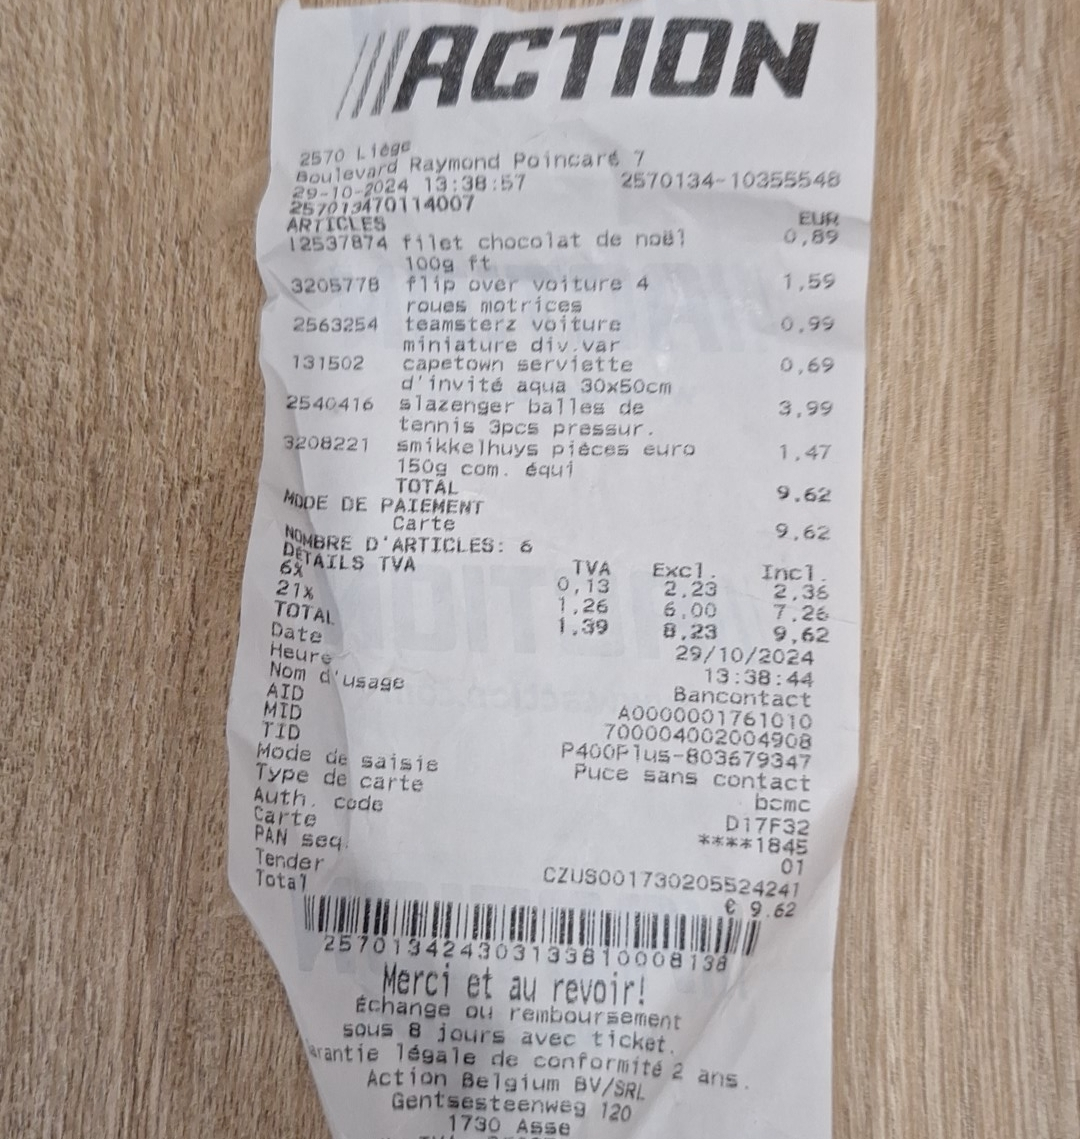 ACTION
2570 Liège
Boulevard Raymond Poincaré 7
29-10-2024 13:38:57 2570134-10355548
257013470114007
ARTICLES EUR
12537874 filet chocolat de noël 0,89
100g ft
3205778 flip over voiture 4 1,59
roues motrices
2563254 teamsterz voiture 0,99
miniature div.var
131502 capetown serviette 0,69
d'invité aqua 30x50cm
2540416 slazenger balles de 3,99
tennis 3pcs pressur.
3208221 smikkelhuys pièces euro 1,47
150g com. équi
TOTAL 9,62
MODE DE PAIEMENT
Carte 9,62
NOMBRE D'ARTICLES: 6
DÉTAILS TVA TVA Excl. Incl.
6% 0,13 2,23 2,36
21% 1,26 6,00 7,26
TOTAL 1,39 8,23 9,62
Date 29/10/2024
Heure 13:38:44
Nom d'usage Bancontact
AID A0000001761010
MID 700004002004908
TID P400Plus-803679347
Mode de saisie Puce sans contact
Type de carte bcmc
Auth. code D17F32
Carte ****1845
PAN seq. 01
Tender CZUS001730205524241
Total € 9.62
257013424303133810008138
Merci et au revoir!
Échange ou remboursement
sous 8 jours avec ticket.
arantie légale de conformité 2 ans.
Action Belgium BV/SRL
Gentsesteenweg 120
1730 Asse